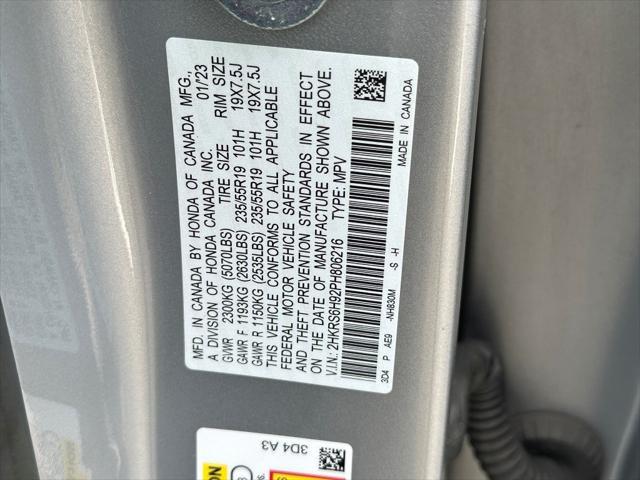 MFD. IN CANADA BY HONDA OF CANADA MFG.,
A DIVISION OF HONDA CANADA INC. 01/'23
TIRE SIZE RIM SIZE
GVWR 2300KG (5070LBS)
GAWR F 1193KG (2630LBS) 235/55R19 101H 19X7.5J
GAWR R 1150KG (2535LBS) 235/55R19 101H 19X7.5J
THIS VEHICLE CONFORMS TO ALL APPLICABLE
FEDERAL MOTOR VEHICLE SAFETY
AND THEFT PREVENTION STANDARDS IN EFFECT
ON THE DATE OF MANUFACTURE SHOWN ABOVE.
V.I.N.: 2HKRS6H92PH806216 TYPE: MPV
3D4 P AE9 -NH830M -S -H
MADE IN CANADA
3D4 A3